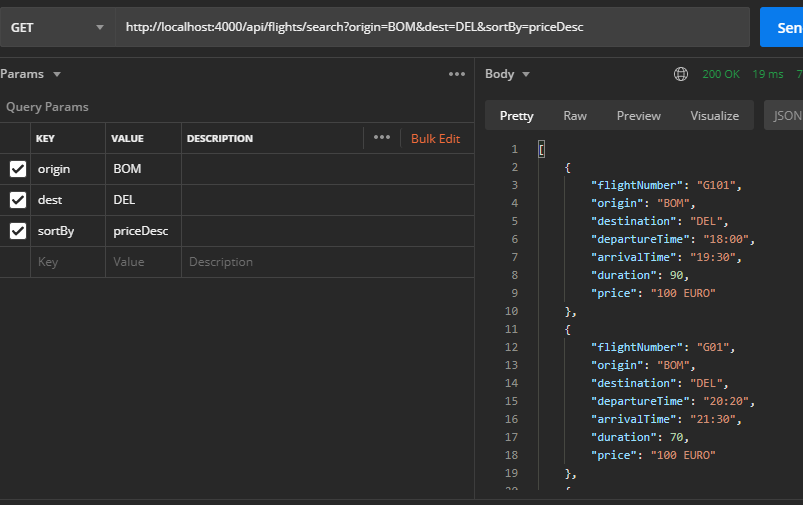 GET http://localhost:4000/api/flights/search?origin=BOM&dest=DEL&sortBy=priceDesc Sen
Params
Query Params
KEY VALUE DESCRIPTION ••• Bulk Edit
origin BOM
dest DEL
sortBy priceDesc
Key Value Description
Body 200 OK 19 ms 7
Pretty Raw Preview Visualize JSON
1 [
2 {
3 "flightNumber": "G101",
4 "origin": "BOM",
5 "destination": "DEL",
6 "departureTime": "18:00",
7 "arrivalTime": "19:30",
8 "duration": 90,
9 "price": "100 EURO"
10 },
11 {
12 "flightNumber": "G01",
13 "origin": "BOM",
14 "destination": "DEL",
15 "departureTime": "20:20",
16 "arrivalTime": "21:30",
17 "duration": 70,
18 "price": "100 EURO"
19 },
20 {